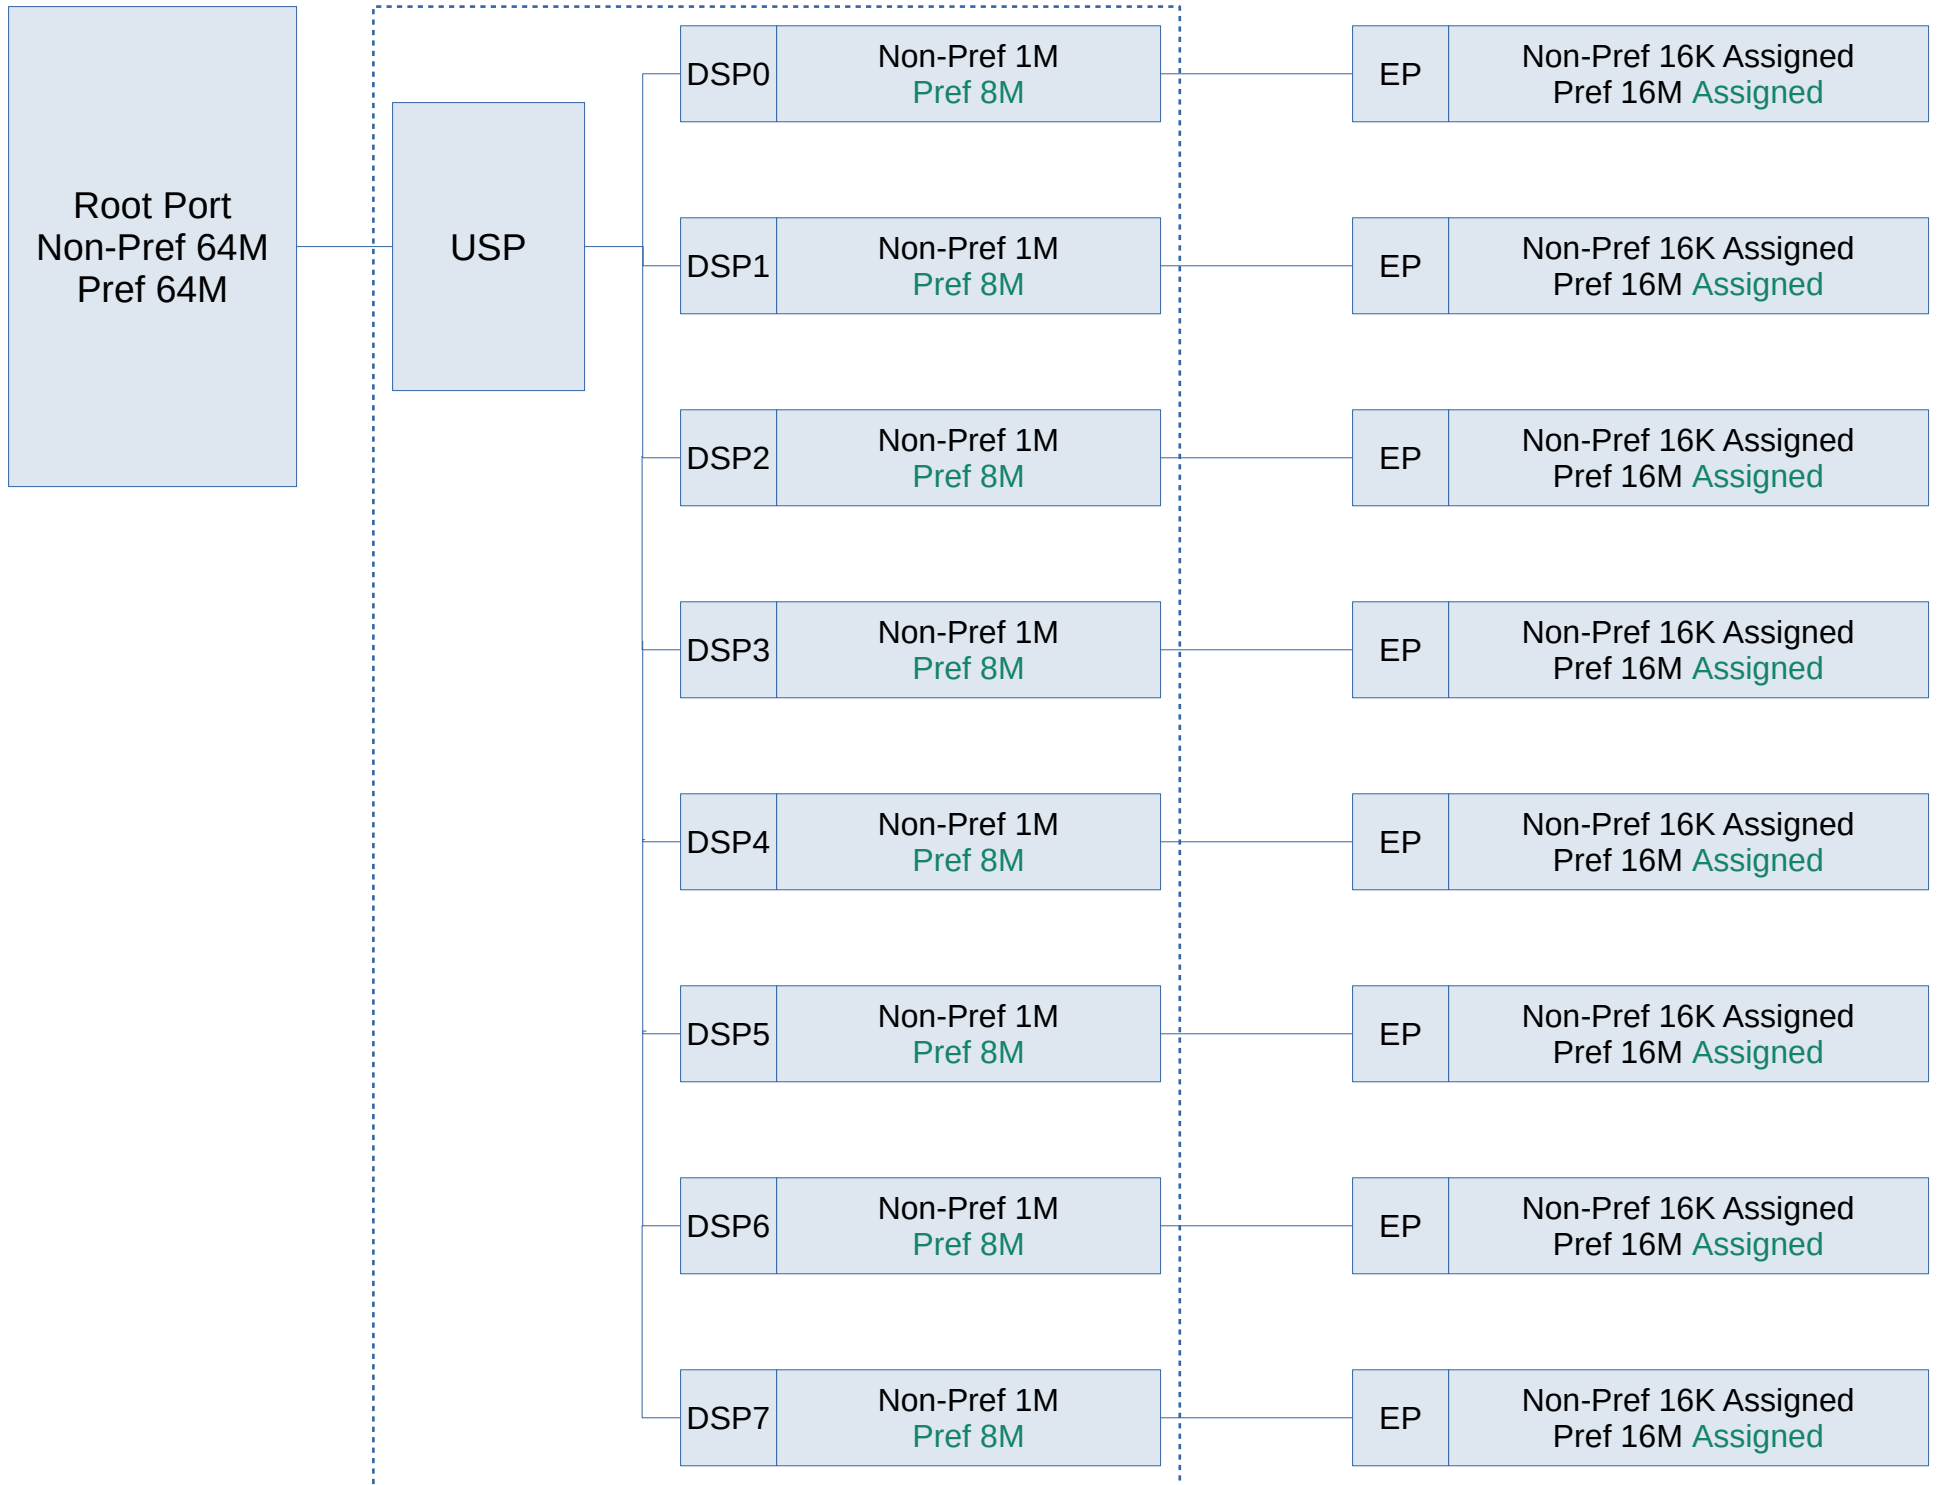 Root Port
Non-Pref 64M
Pref 64M
USP
DSP0
Non-Pref 1M
Pref 8M
EP
Non-Pref 16K Assigned
Pref 16M Assigned
DSP1
Non-Pref 1M
Pref 8M
EP
Non-Pref 16K Assigned
Pref 16M Assigned
DSP2
Non-Pref 1M
Pref 8M
EP
Non-Pref 16K Assigned
Pref 16M Assigned
DSP3
Non-Pref 1M
Pref 8M
EP
Non-Pref 16K Assigned
Pref 16M Assigned
DSP4
Non-Pref 1M
Pref 8M
EP
Non-Pref 16K Assigned
Pref 16M Assigned
DSP5
Non-Pref 1M
Pref 8M
EP
Non-Pref 16K Assigned
Pref 16M Assigned
DSP6
Non-Pref 1M
Pref 8M
EP
Non-Pref 16K Assigned
Pref 16M Assigned
DSP7
Non-Pref 1M
Pref 8M
EP
Non-Pref 16K Assigned
Pref 16M Assigned